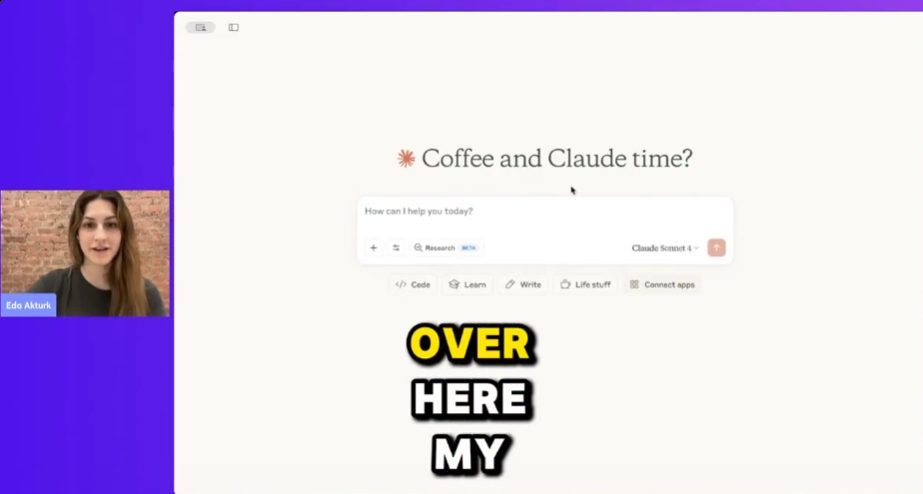 Coffee and Claude time?
How can I help you today?
Research BETA
Claude Sonnet 4
Code Learn Write Life stuff Connect apps
Eda Akturk
OVER
HERE
MY